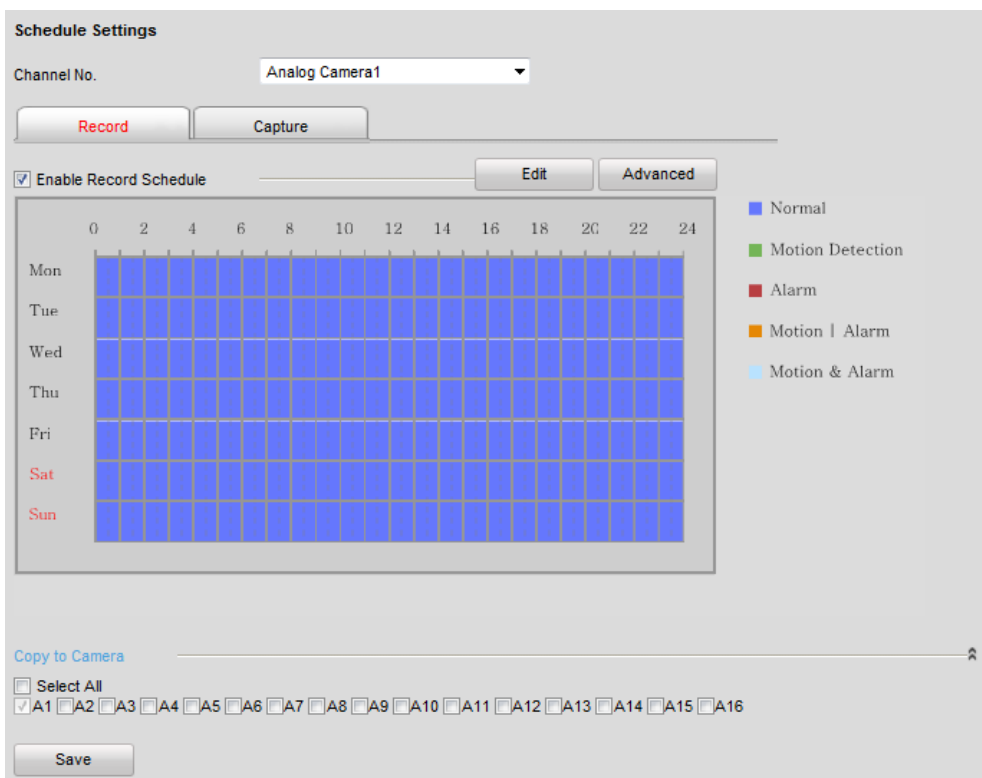 Schedule Settings
Channel No. Analog Camera1
Record Capture
Enable Record Schedule Edit Advanced
0 2 4 6 8 10 12 14 16 18 20 22 24
Mon
Tue
Wed
Thu
Fri
Sat
Sun
Normal
Motion Detection
Alarm
Motion | Alarm
Motion & Alarm
Copy to Camera
Select All
A1 A2 A3 A4 A5 A6 A7 A8 A9 A10 A11 A12 A13 A14 A15 A16
Save